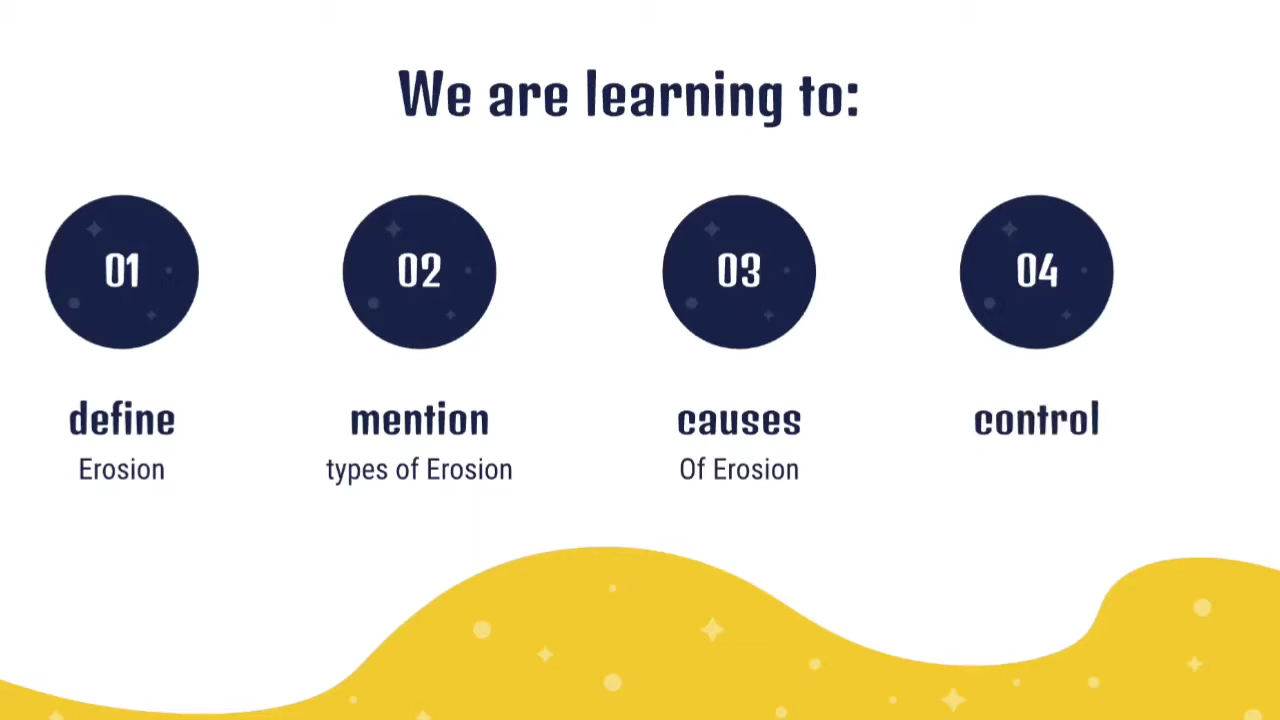 We are learning to:
01
02
03
04
define
mention
causes
control
Erosion
types of Erosion
Of Erosion